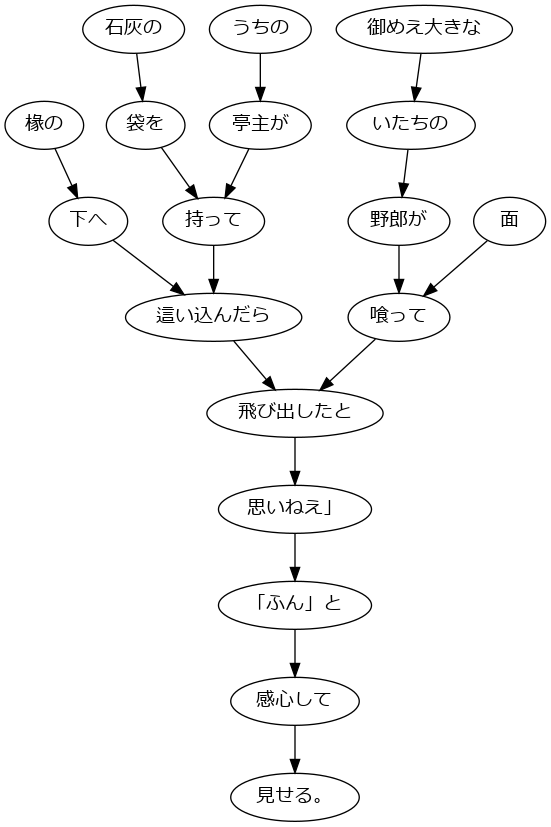 石灰の
うちの
御めえ大きな
椽の
袋を
亭主が
いたちの
下へ
持って
野郎が
面
這い込んだら
喰って
飛び出したと
思いねえ」
「ふん」と
感心して
見せる。